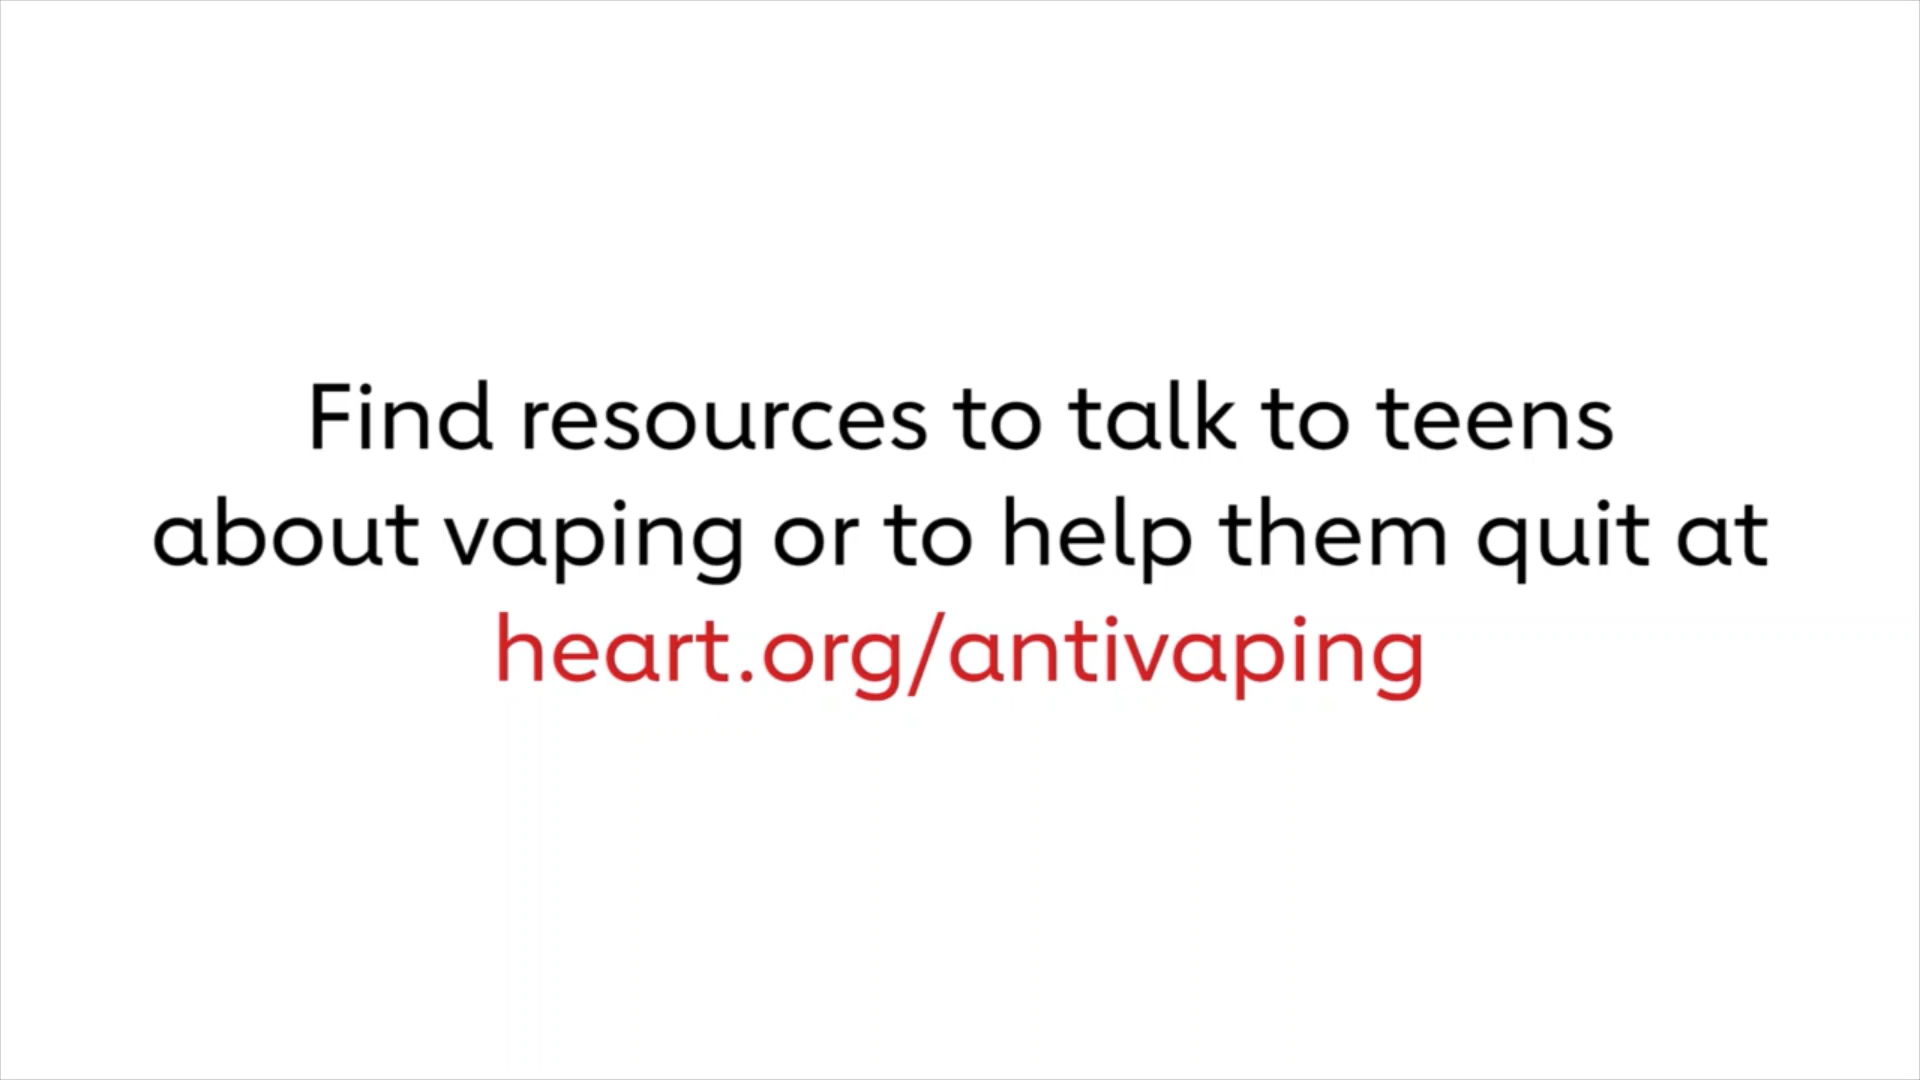 Find resources to talk to teens
about vaping or to help them quit at
heart.org/antivaping